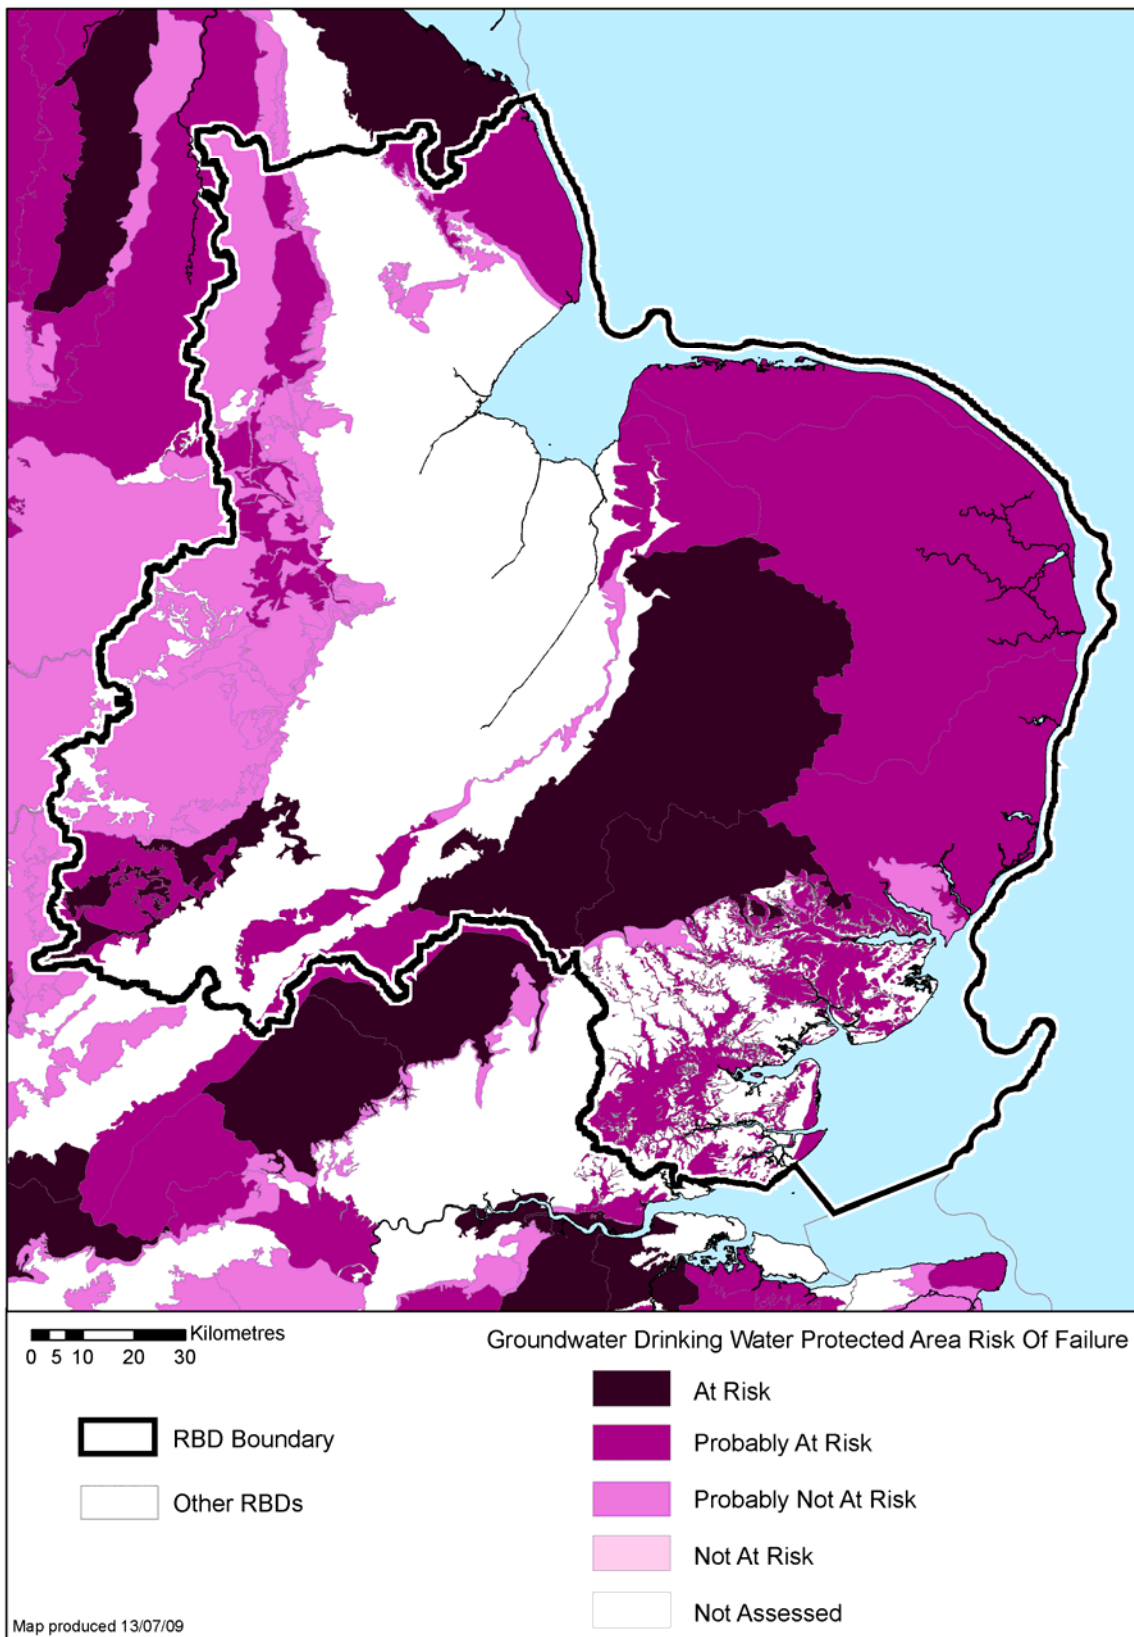 Kilometres
0 5 10 20 30
RBD Boundary
Other RBDs
Map produced 13/07/09
Groundwater Drinking Water Protected Area Risk Of Failure
At Risk
Probably At Risk
Probably Not At Risk
Not At Risk
Not Assessed